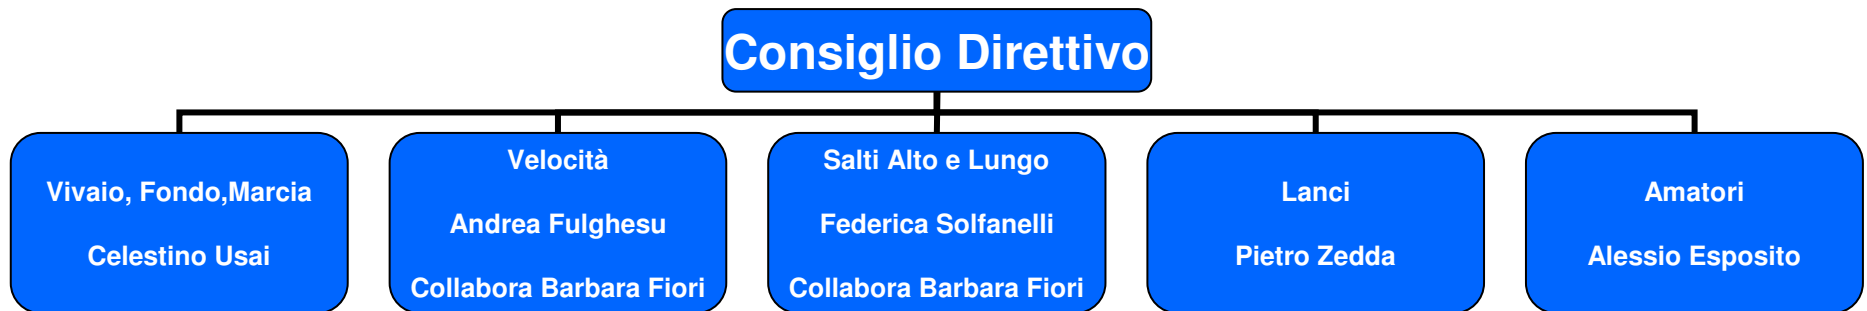 Consiglio Direttivo
Vivaio, Fondo,Marcia
Celestino Usai
Velocità
Andrea Fulghesu
Collabora Barbara Fiori
Salti Alto e Lungo
Federica Solfanelli
Collabora Barbara Fiori
Lanci
Pietro Zedda
Amatori
Alessio Esposito